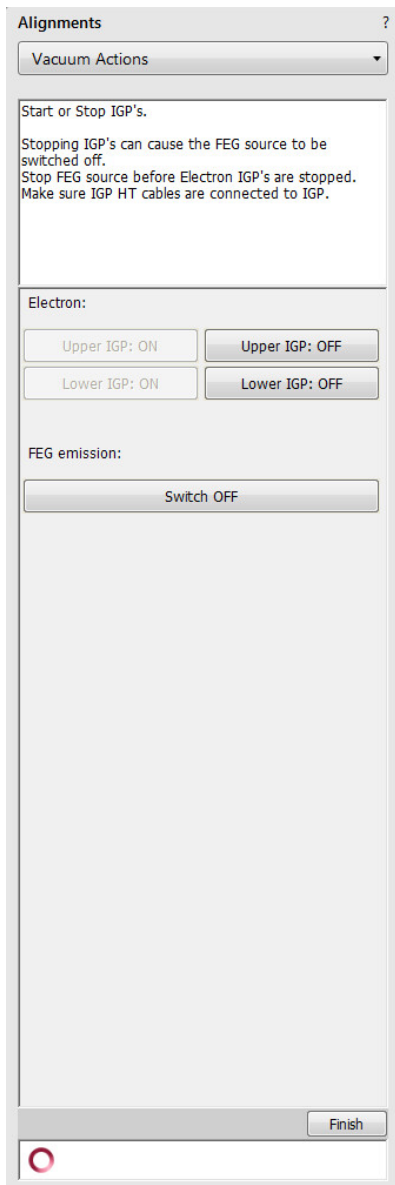 Alignments ?
Vacuum Actions
Start or Stop IGP's.
Stopping IGP's can cause the FEG source to be
switched off.
Stop FEG source before Electron IGP's are stopped.
Make sure IGP HT cables are connected to IGP.
Electron:
Upper IGP: ON Upper IGP: OFF
Lower IGP: ON Lower IGP: OFF
FEG emission:
Switch OFF
Finish